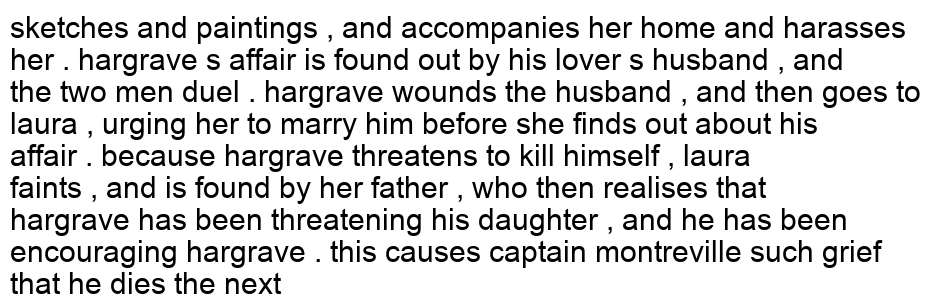 sketches and paintings , and accompanies her home and harasses
her . hargrave s affair is found out by his lover s husband , and
the two men duel . hargrave wounds the husband , and then goes to
laura , urging her to marry him before she finds out about his
affair . because hargrave threatens to kill himself , laura
faints , and is found by her father , who then realises that
hargrave has been threatening his daughter , and he has been
encouraging hargrave . this causes captain montreville such grief
that he dies the next